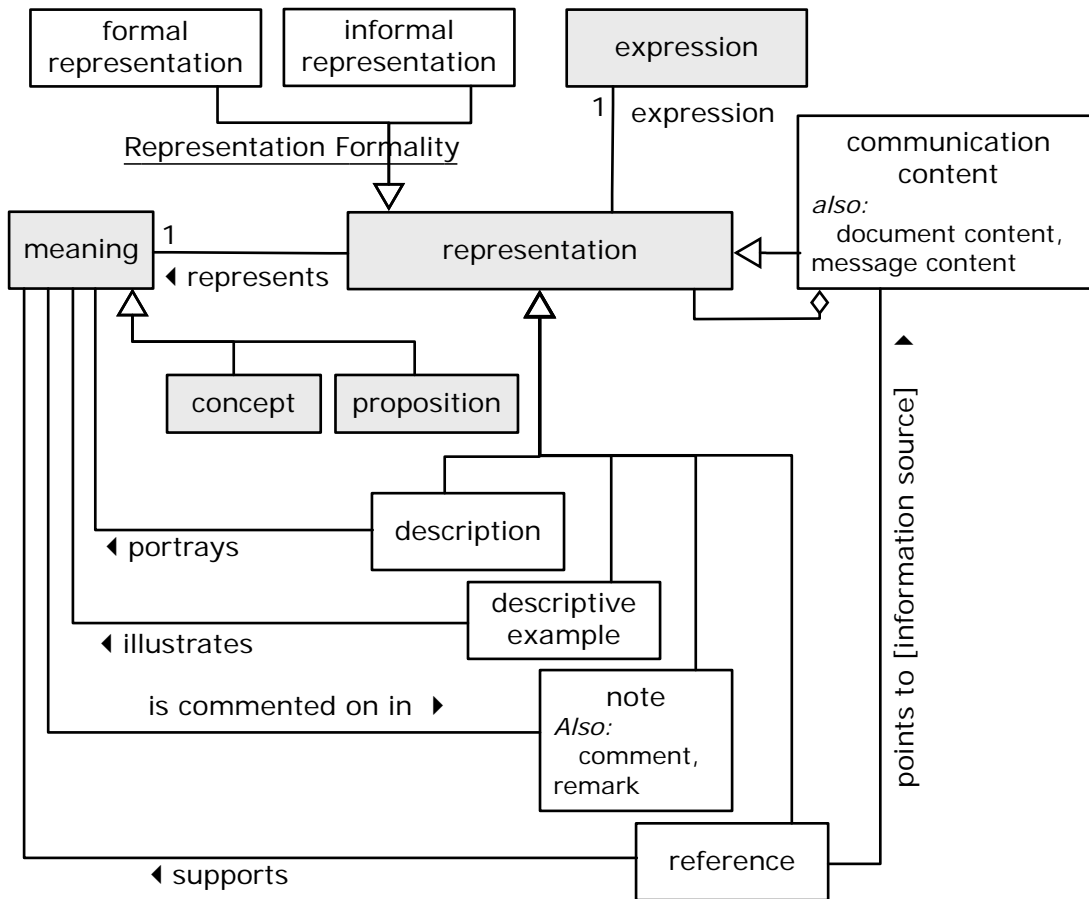 formal
representation
informal
representation
expression
1
expression
Representation Formality
communication
content
also:
document content,
message content
meaning
1
representation
◄ represents
concept
proposition
description
◄ portrays
descriptive
example
◄ illustrates
is commented on in ►
note
Also:
comment,
remark
points to [information source] ►
reference
◄ supports